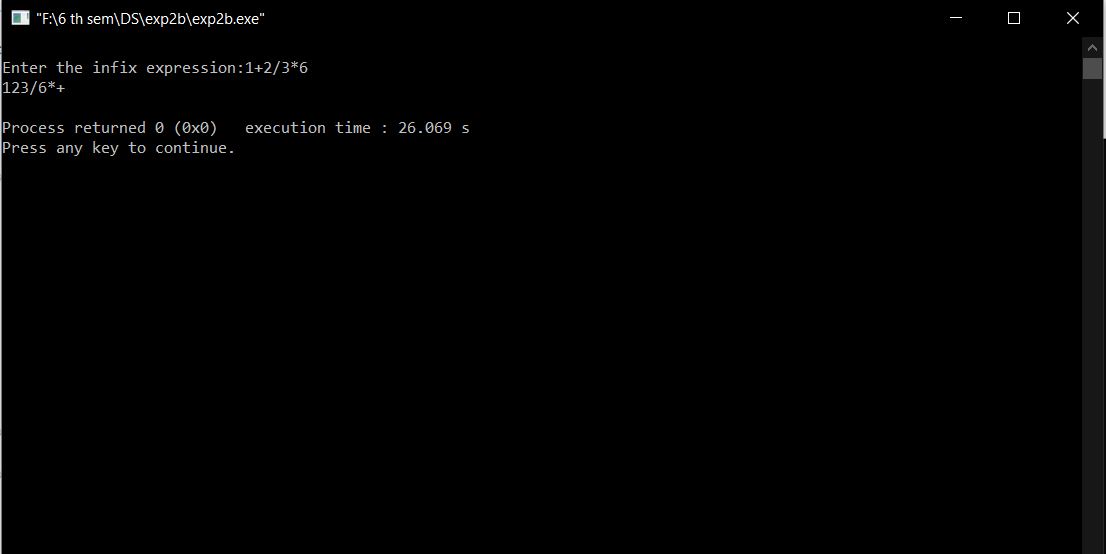 "F:\6 th sem\DS\exp2b\exp2b.exe"
Enter the infix expression:1+2/3*6
123/6*+
Process returned 0 (0x0)   execution time : 26.069 s
Press any key to continue.